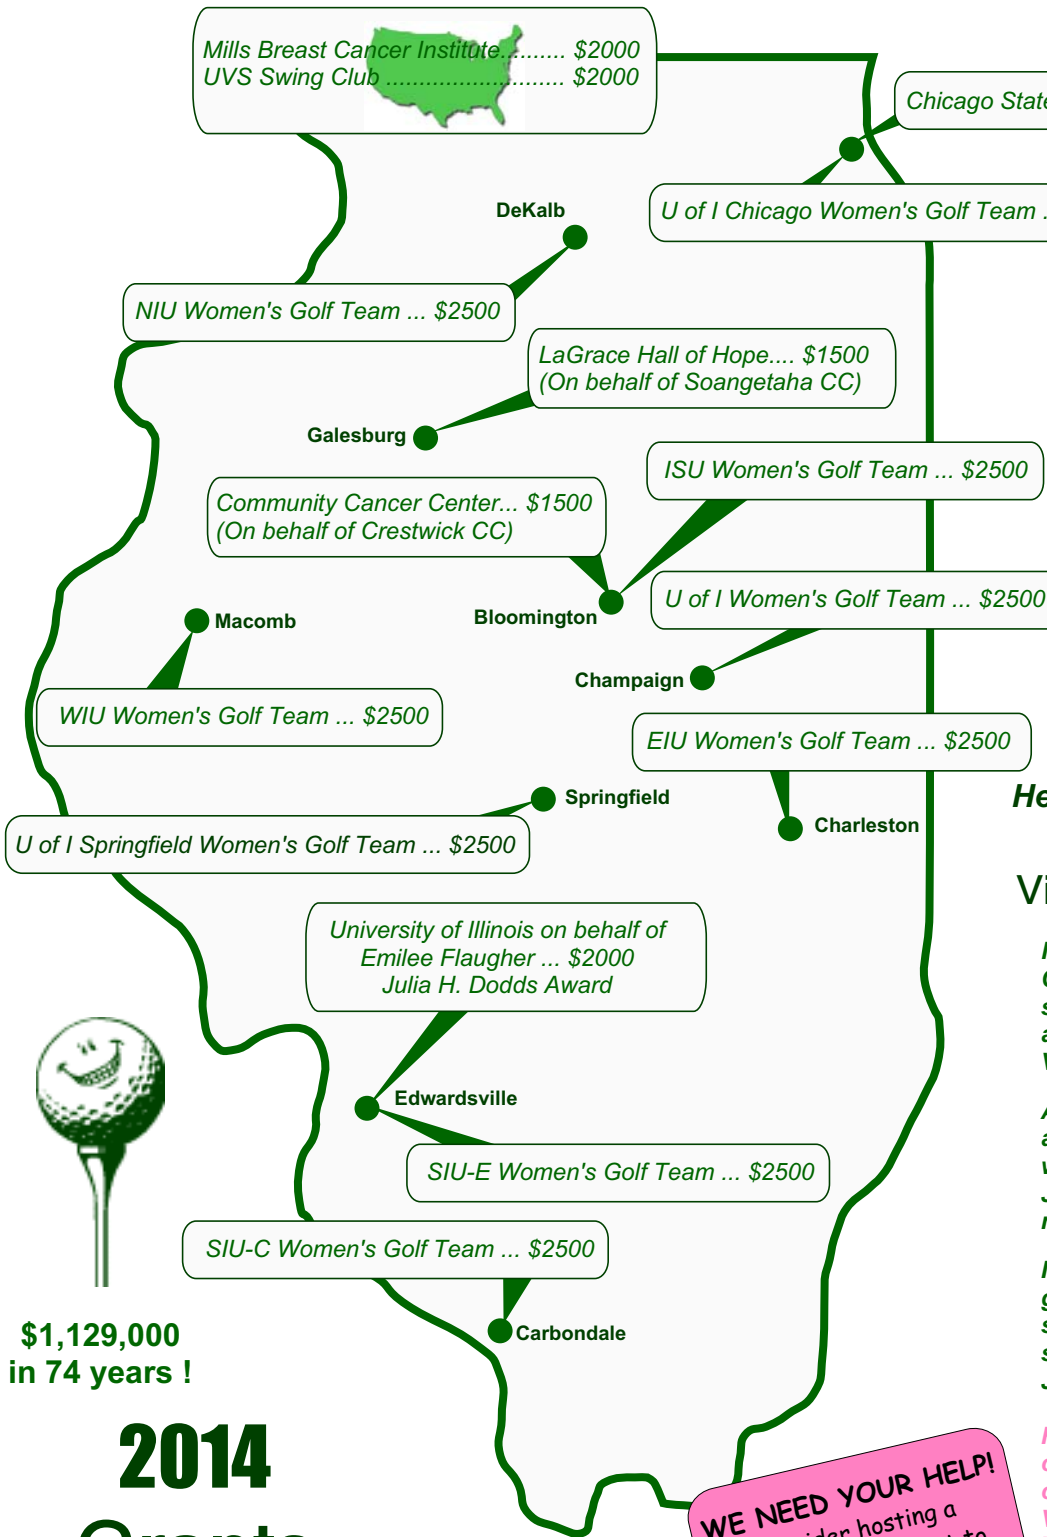 Mills Breast Cancer Institute.......... $2000
UVS Swing Club ........................... $2000
Chicago State
U of I Chicago Women's Golf Team .
DeKalb
NIU Women's Golf Team ... $2500
LaGrace Hall of Hope.... $1500
(On behalf of Soangetaha CC)
Galesburg
ISU Women's Golf Team ... $2500
Community Cancer Center... $1500
(On behalf of Crestwick CC)
Bloomington
U of I Women's Golf Team ... $2500
Macomb
Champaign
WIU Women's Golf Team ... $2500
EIU Women's Golf Team ... $2500
Springfield
Charleston
U of I Springfield Women's Golf Team ... $2500
University of Illinois on behalf of
Emilee Flaugher ... $2000
Julia H. Dodds Award
Edwardsville
SIU-E Women's Golf Team ... $2500
SIU-C Women's Golf Team ... $2500
Carbondale
$1,129,000
in 74 years !
2014
Grants
WE NEED YOUR HELP!
hosting a